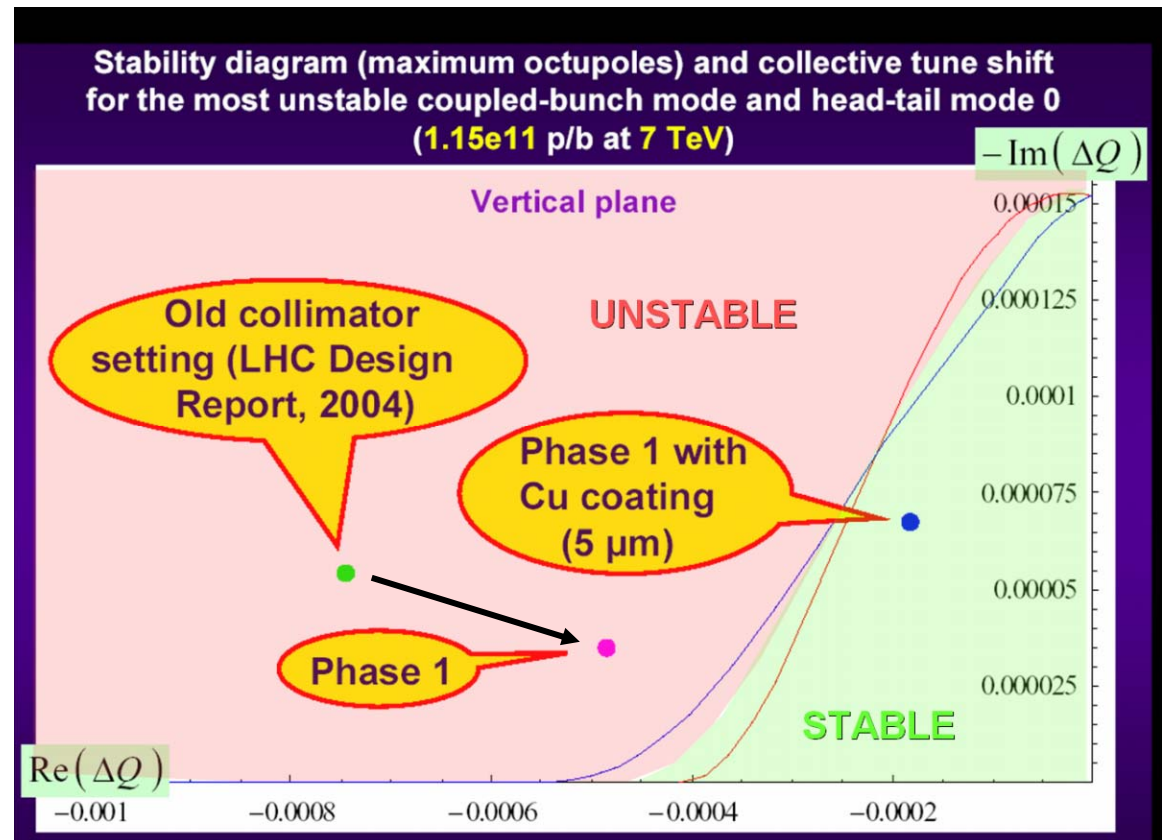 Stability diagram (maximum octupoles) and collective tune shift
for the most unstable coupled-bunch mode and head-tail mode 0
(1.15e11 p/b at 7 TeV)
−Im(ΔQ)
Vertical plane
0.00015
Old collimator
setting (LHC Design
Report, 2004)
UNSTABLE
0.000125
0.0001
Phase 1 with
Cu coating
(5 μm)
0.000075
0.00005
Phase 1
0.000025
STABLE
Re(ΔQ)
−0.001
−0.0008
−0.0006
−0.0004
−0.0002